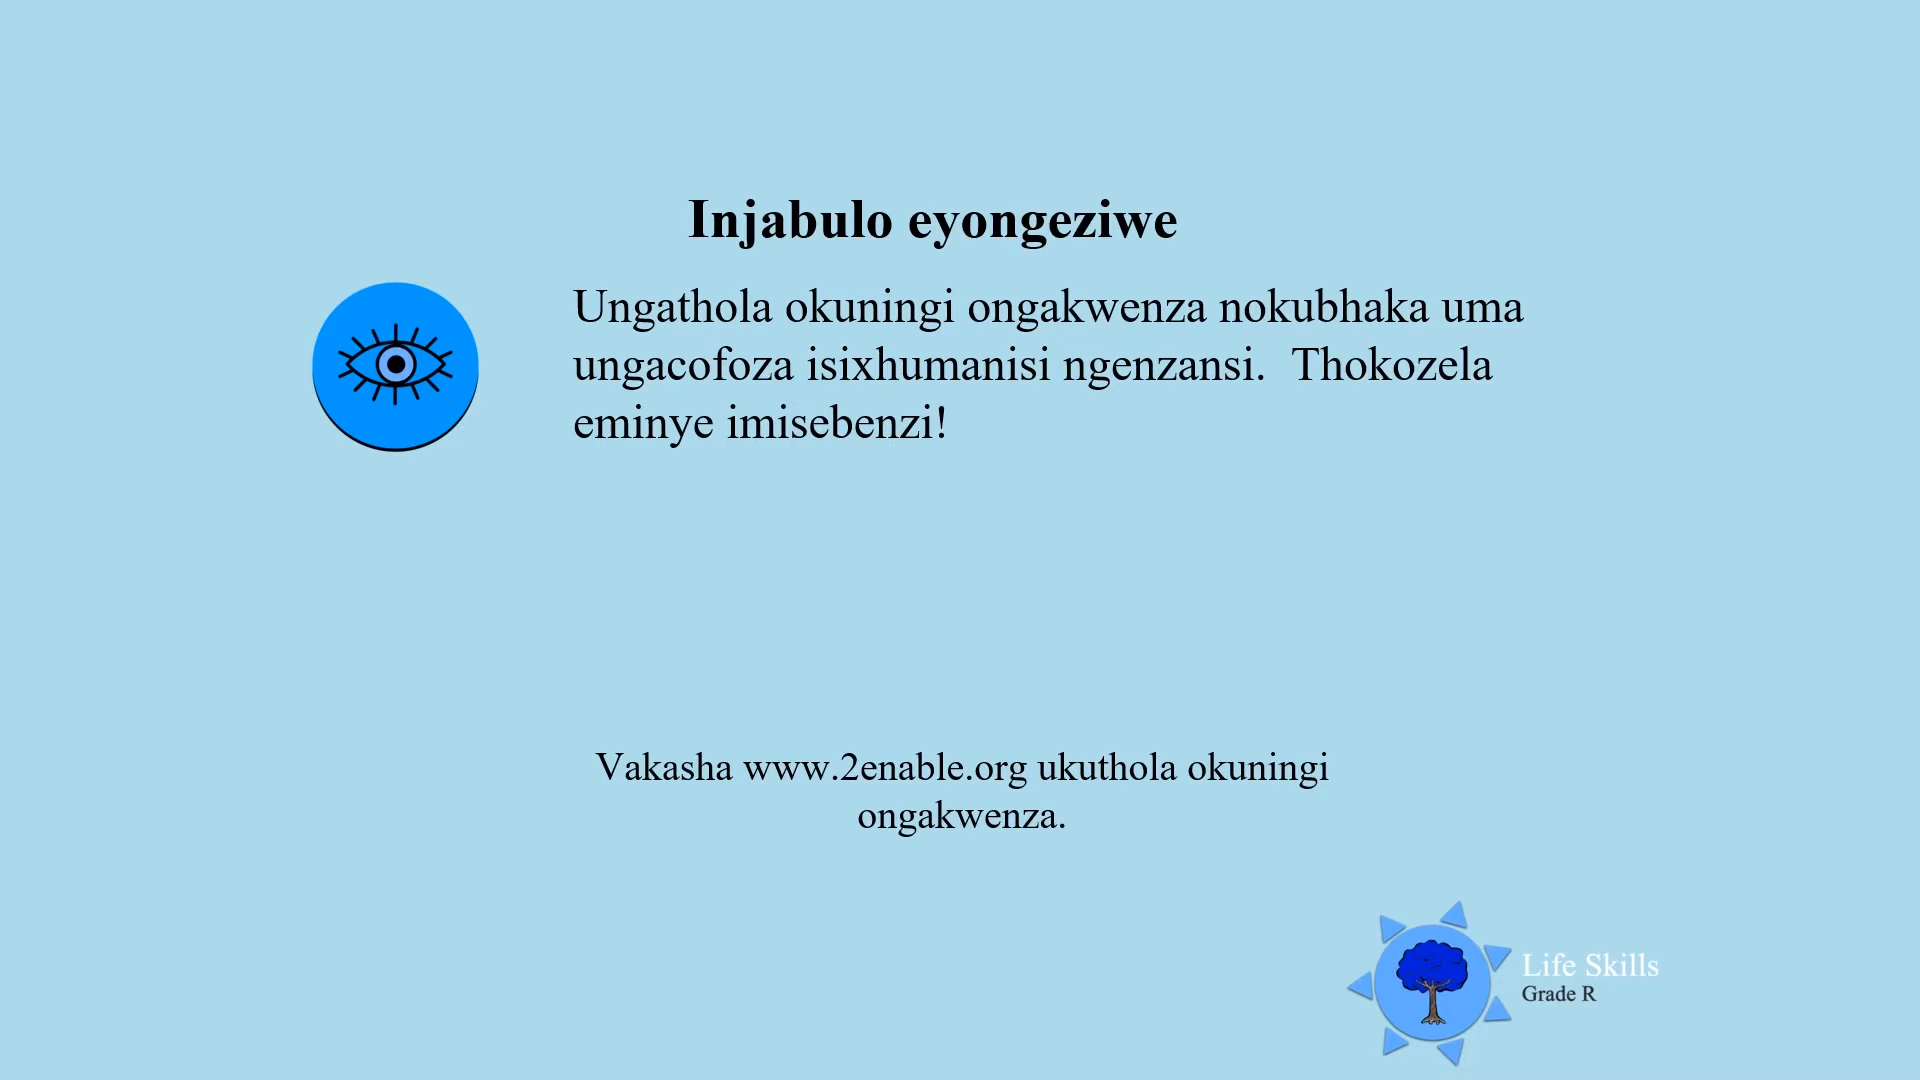 Injabulo eyongeziwe
Ungathola okuningi ongakwenza nokubhaka uma
ungacofoza isixhumanisi ngenzansi.  Thokozela
eminye imisebenzi!
Vakasha www.2enable.org ukuthola okuningi
ongakwenza.
Life Skills
Grade R